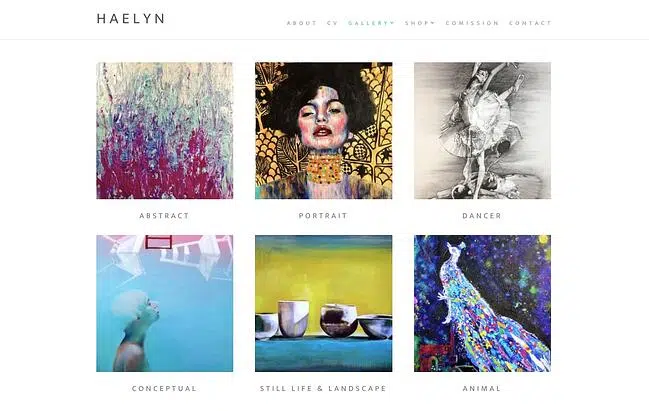 HAELYN
ABOUT CV GALLERY SHOP COMISSION CONTACT
ABSTRACT PORTRAIT DANCER
CONCEPTUAL STILL LIFE & LANDSCAPE ANIMAL